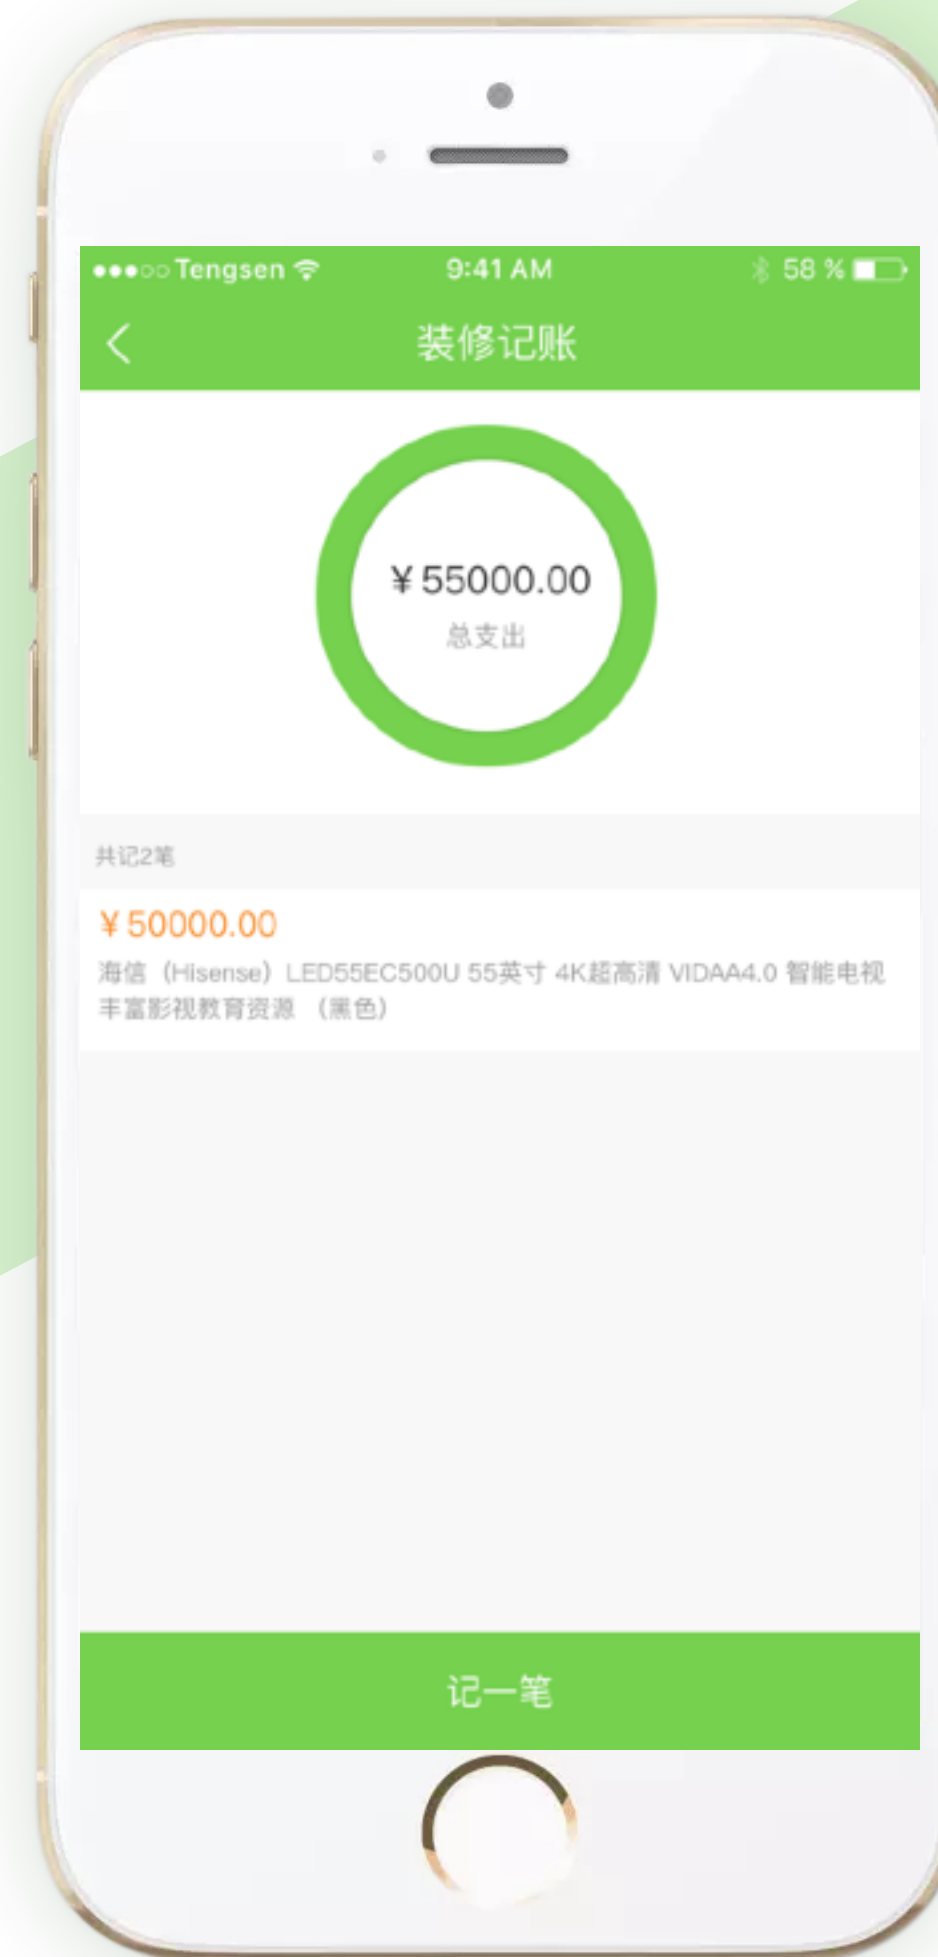 Tengsen 9:41 AM 58 %
装修记账
¥55000.00
总支出
共记2笔
¥50000.00
海信（Hisense）LED55EC500U 55英寸 4K超高清 VIDAA4.0 智能电视
丰富影视教育资源 （黑色）
记一笔